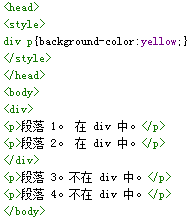 <head>
<style>
div p{background-color:yellow;}
</style>
</head>
<body>
<div>
<p>段落 1。 在 div 中。</p>
<p>段落 2。 在 div 中。</p>
</div>
<p>段落 3。不在 div 中。</p>
<p>段落 4。不在 div 中。</p>
</body>